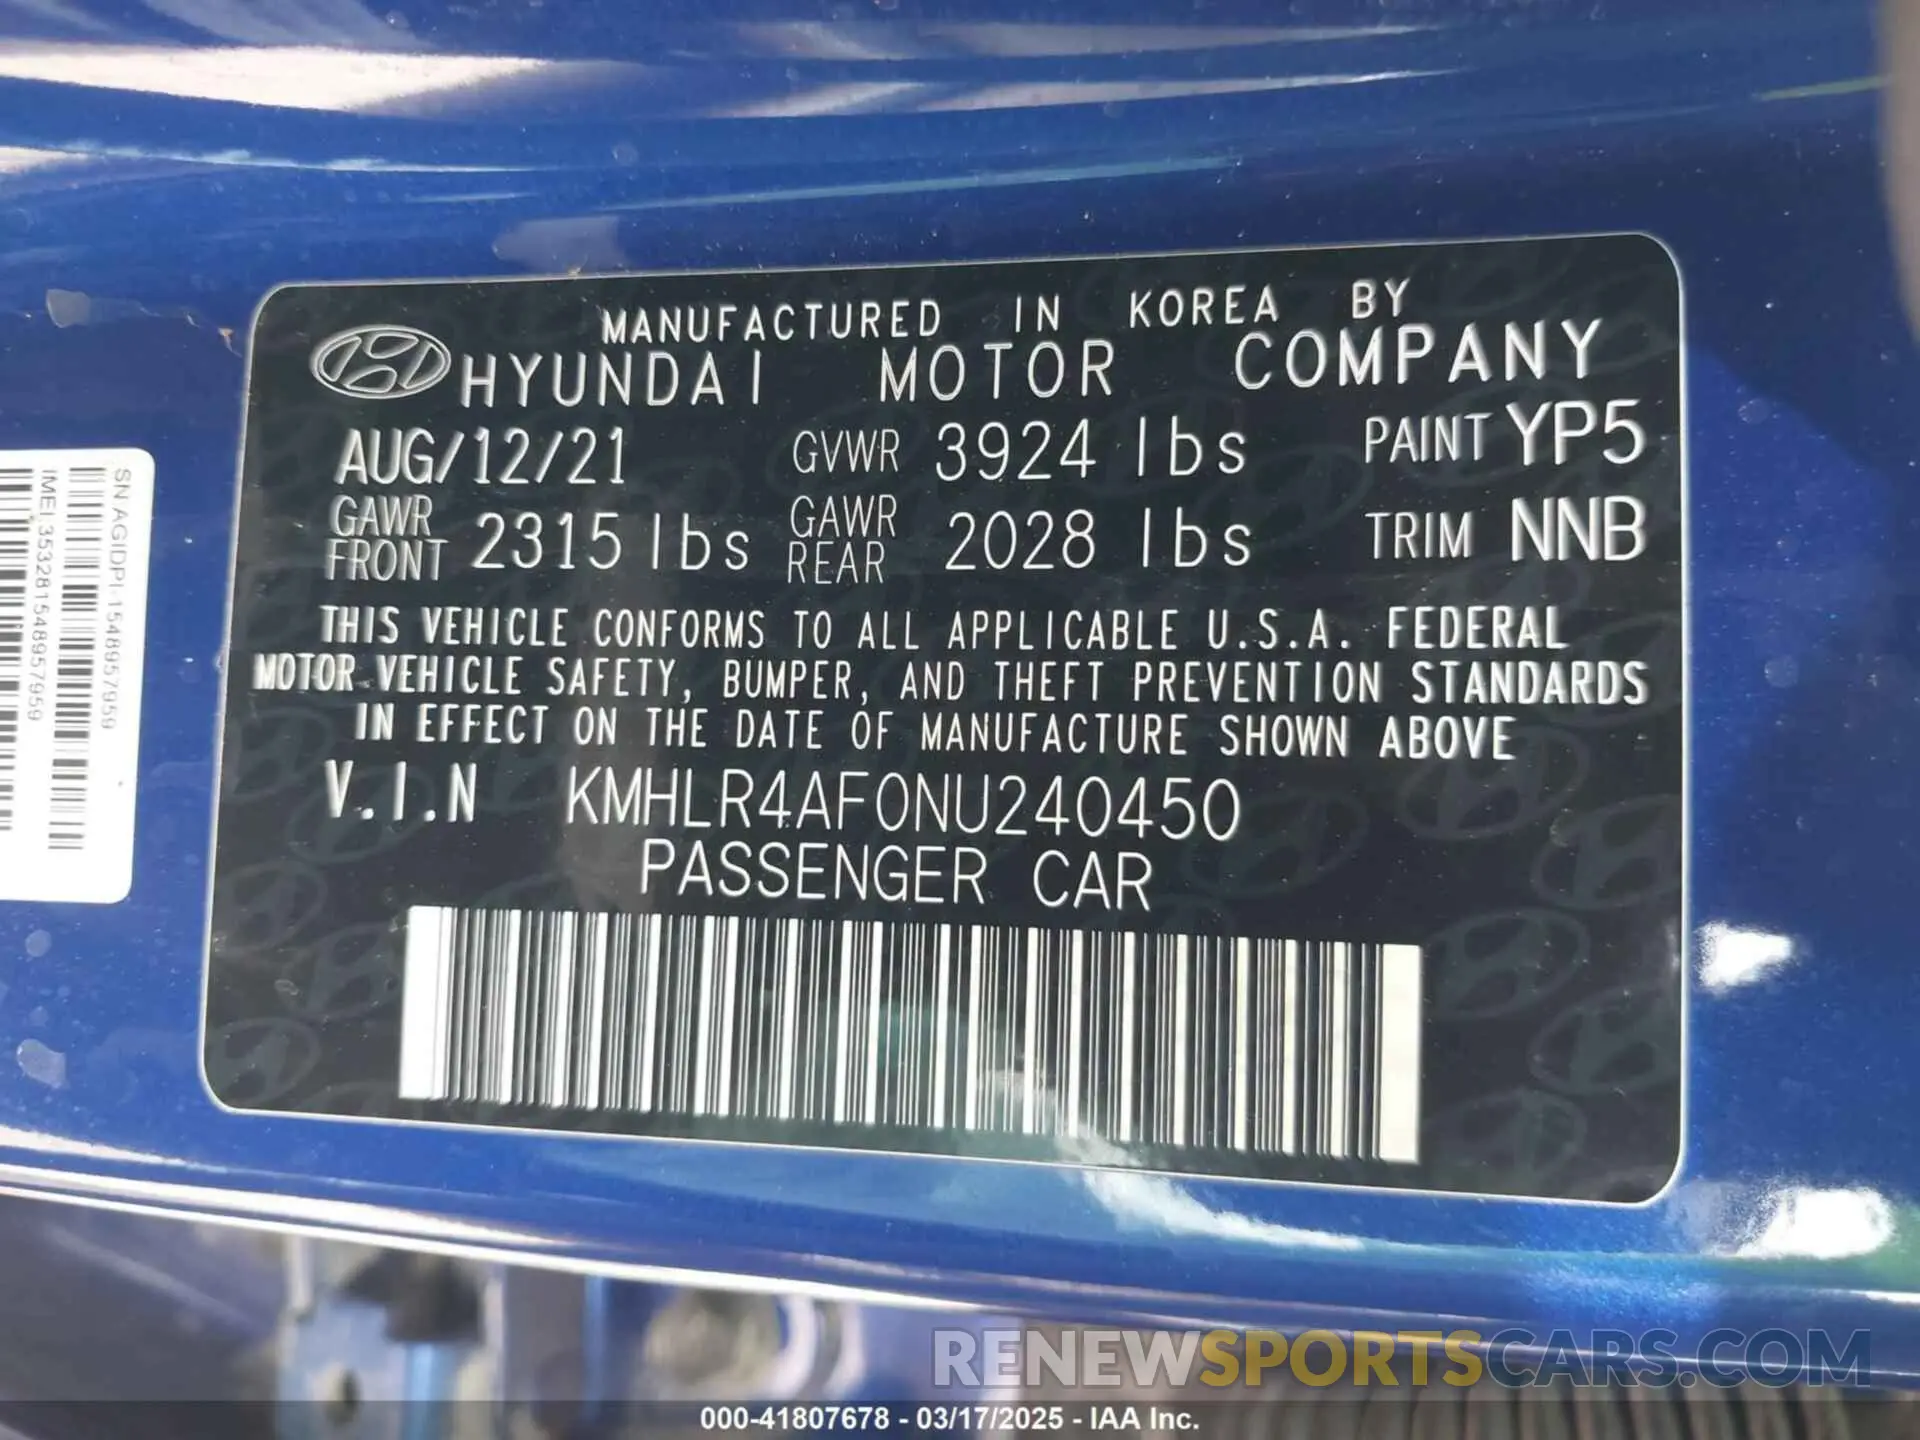 MANUFACTURED IN KOREA BY
HYUNDAI MOTOR COMPANY
AUG/12/21 GVWR 3924 lbs PAINT YP5
GAWR FRONT 2315 lbs GAWR REAR 2028 lbs TRIM NNB
THIS VEHICLE CONFORMS TO ALL APPLICABLE U.S.A. FEDERAL
MOTOR VEHICLE SAFETY, BUMPER, AND THEFT PREVENTION STANDARDS
IN EFFECT ON THE DATE OF MANUFACTURE SHOWN ABOVE
V.I.N KMHLR4AF0NU240450
PASSENGER CAR
SN AGIDPI-1548957959
IMEI 353281548957959
RENEWSPORTSCARS.COM
000-41807678 - 03/17/2025 - IAA Inc.